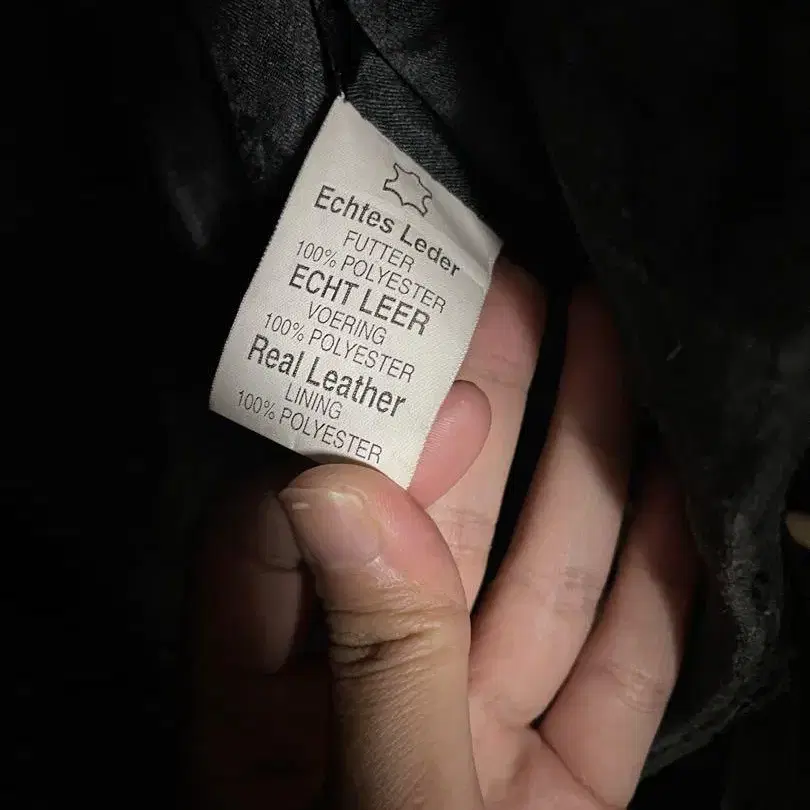 Echtes Leder
FUTTER
100% POLYESTER
ECHT LEER
VOERING
100% POLYESTER
Real Leather
LINING
100% POLYESTER